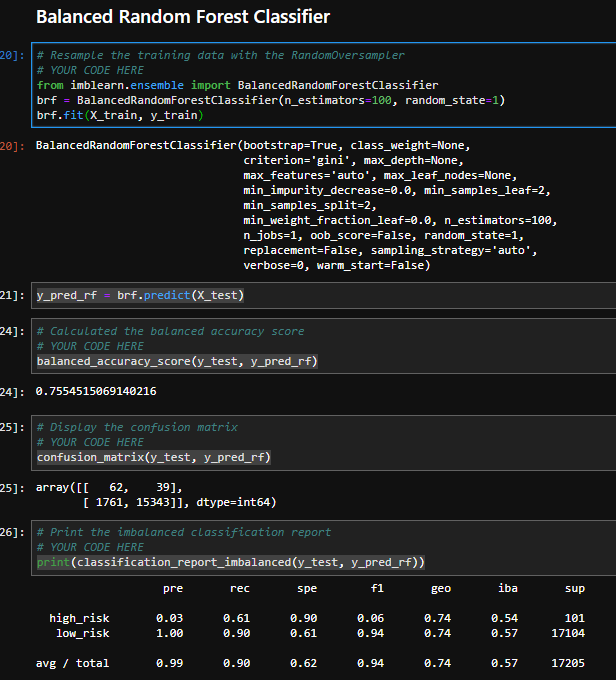 Balanced Random Forest Classifier
20]: # Resample the training data with the RandomOversampler
# YOUR CODE HERE
from imblearn.ensemble import BalancedRandomForestClassifier
brf = BalancedRandomForestClassifier(n_estimators=100, random_state=1)
brf.fit(X_train, y_train)
20]: BalancedRandomForestClassifier(bootstrap=True, class_weight=None,
criterion='gini', max_depth=None,
max_features='auto', max_leaf_nodes=None,
min_impurity_decrease=0.0, min_samples_leaf=2,
min_samples_split=2,
min_weight_fraction_leaf=0.0, n_estimators=100,
n_jobs=1, oob_score=False, random_state=1,
replacement=False, sampling_strategy='auto',
verbose=0, warm_start=False)
21]: y_pred_rf = brf.predict(X_test)
24]: # Calculated the balanced accuracy score
# YOUR CODE HERE
balanced_accuracy_score(y_test, y_pred_rf)
24]: 0.7554515069140216
25]: # Display the confusion matrix
# YOUR CODE HERE
confusion_matrix(y_test, y_pred_rf)
25]: array([[ 62, 39],
[ 1761, 15343]], dtype=int64)
26]: # Print the imbalanced classification report
# YOUR CODE HERE
print(classification_report_imbalanced(y_test, y_pred_rf))
pre rec spe f1 geo iba sup
high_risk 0.03 0.61 0.90 0.06 0.74 0.54 101
low_risk 1.00 0.90 0.61 0.94 0.74 0.57 17104
avg / total 0.99 0.90 0.62 0.94 0.74 0.57 17205